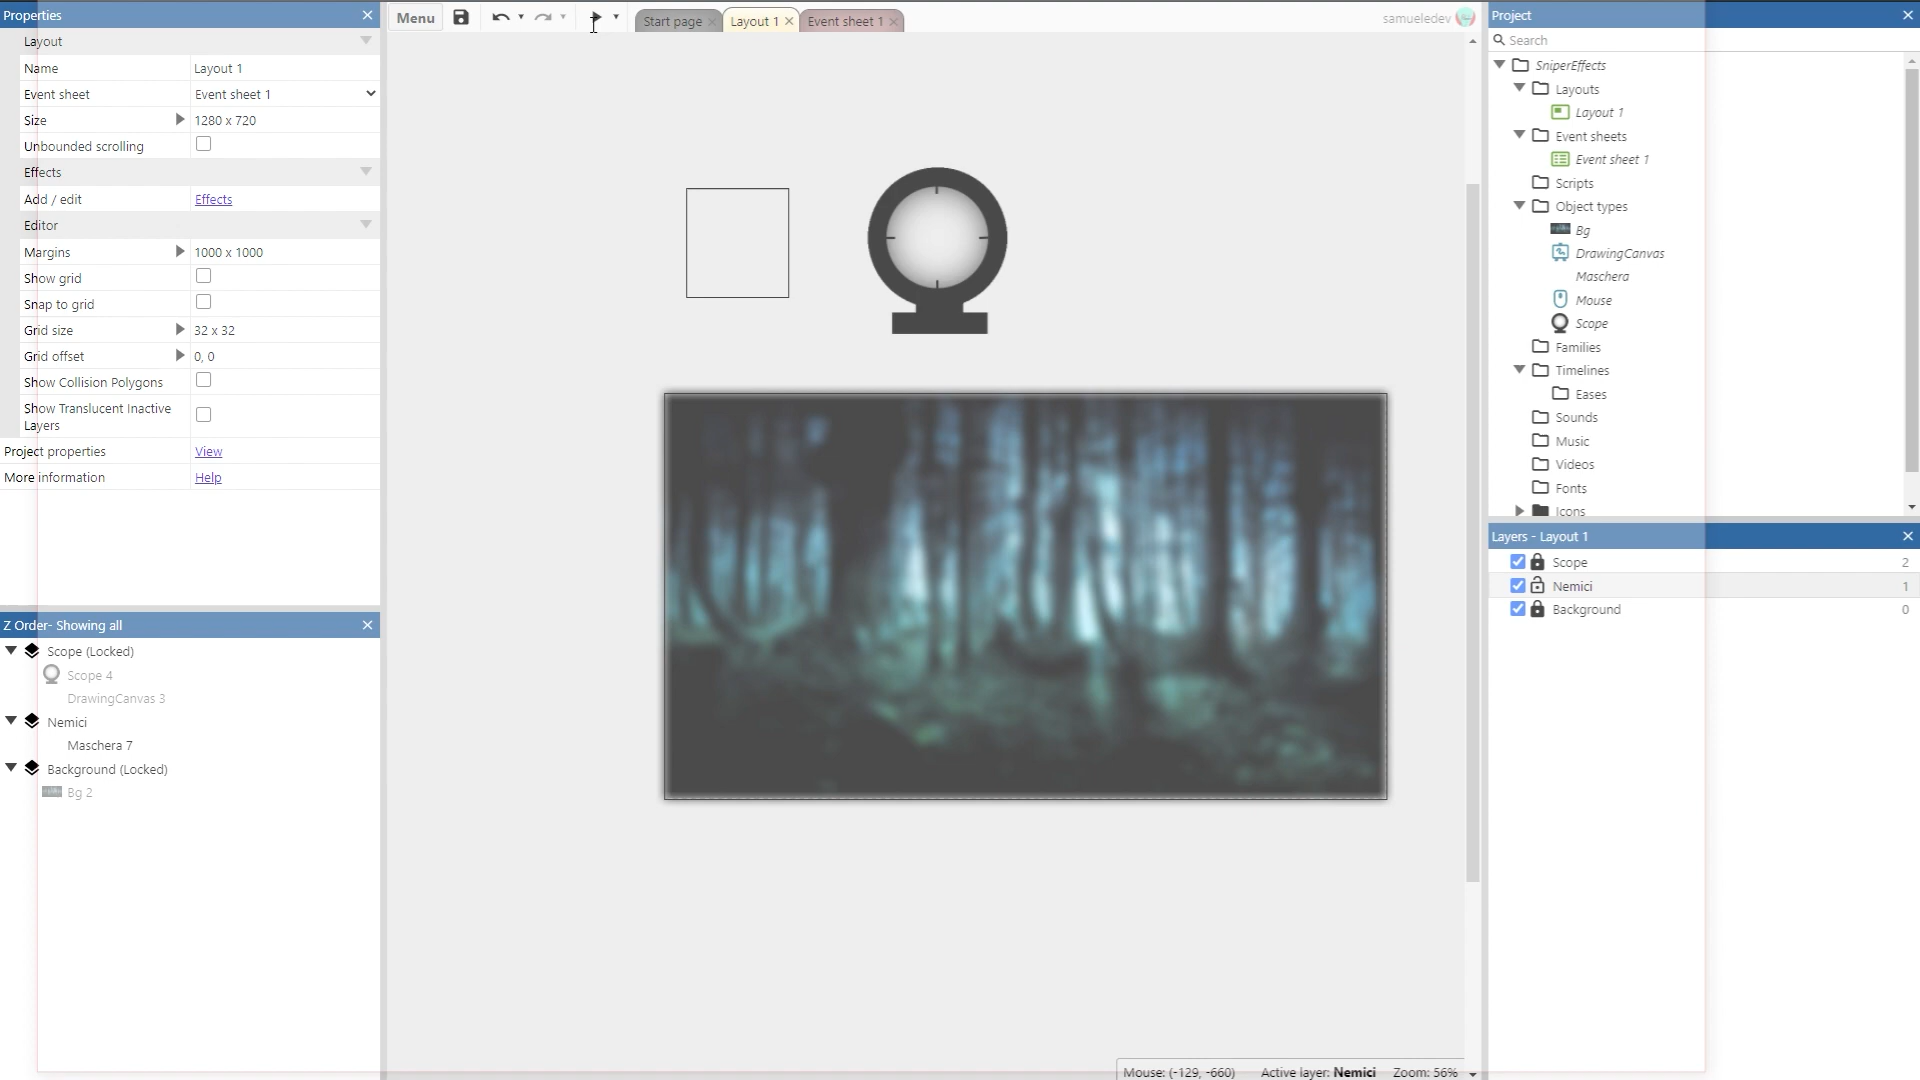 Properties
Layout
Name Layout 1
Event sheet Event sheet 1
Size 1280 x 720
Unbounded scrolling
Effects
Add / edit Effects
Editor
Margins 1000 x 1000
Show grid
Snap to grid
Grid size 32 x 32
Grid offset 0, 0
Show Collision Polygons
Show Translucent Inactive
Layers
Project properties View
More information Help
Z Order- Showing all
Scope (Locked)
Scope 4
DrawingCanvas 3
Nemici
Maschera 7
Background (Locked)
Bg 2
Menu
Start page
Layout 1
Event sheet 1
samueledev
Mouse: (-129, -660) Active layer: Nemici Zoom: 56%
Project
Search
SniperEffects
Layouts
Layout 1
Event sheets
Event sheet 1
Scripts
Object types
Bg
DrawingCanvas
Maschera
Mouse
Scope
Families
Timelines
Eases
Sounds
Music
Videos
Fonts
Icons
Layers - Layout 1
Scope 2
Nemici 1
Background 0